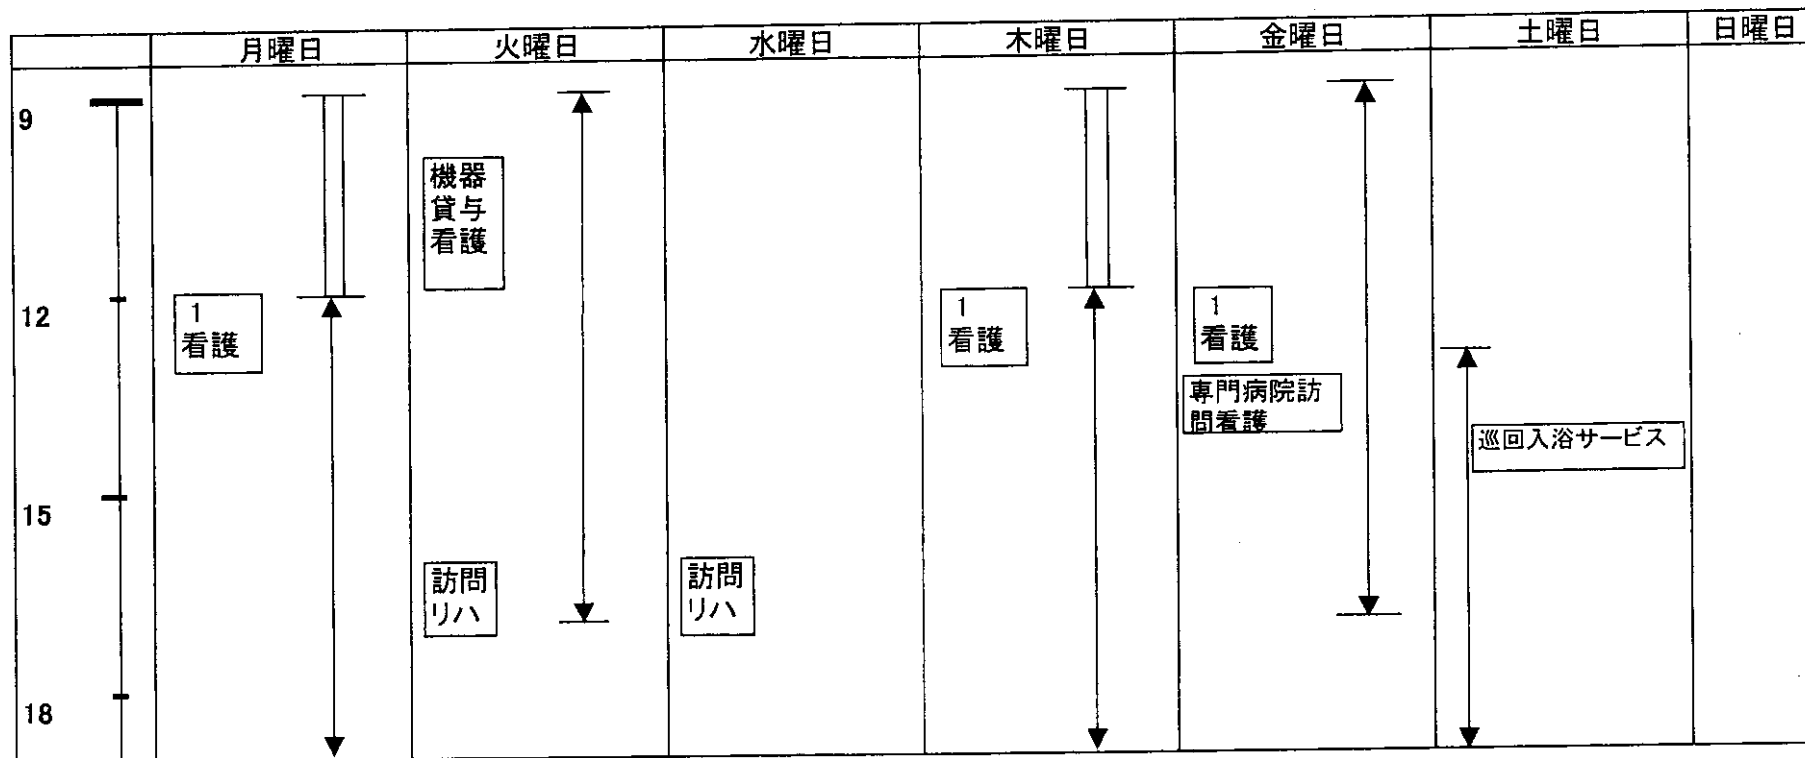 月曜日
火曜日
水曜日
木曜日
金曜日
土曜日
日曜日
9
12
15
18
1
看護
機器
貸与
看護
訪問
リハ
訪問
リハ
1
看護
1
看護
専門病院訪
問看護
巡回入浴サービス